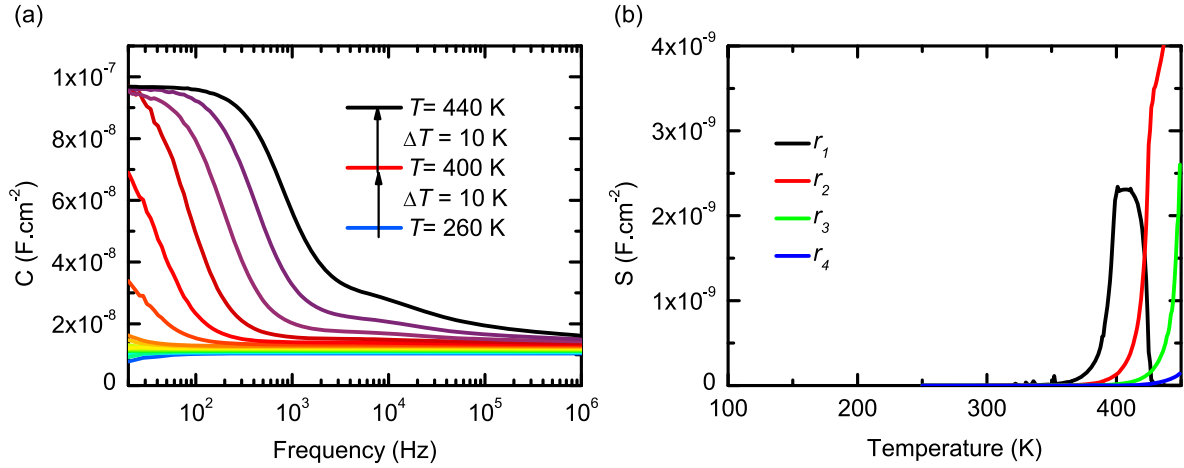 (a)
C (F.cm⁻²)
1x10⁻⁷
8x10⁻⁸
6x10⁻⁸
4x10⁻⁸
2x10⁻⁸
0
10² 10³ 10⁴ 10⁵ 10⁶
Frequency (Hz)
T= 440 K
ΔT = 10 K
T= 400 K
ΔT = 10 K
T= 260 K
(b)
S (F.cm⁻²)
4x10⁻⁹
3x10⁻⁹
2x10⁻⁹
1x10⁻⁹
0
100 200 300 400
Temperature (K)
r₁
r₂
r₃
r₄